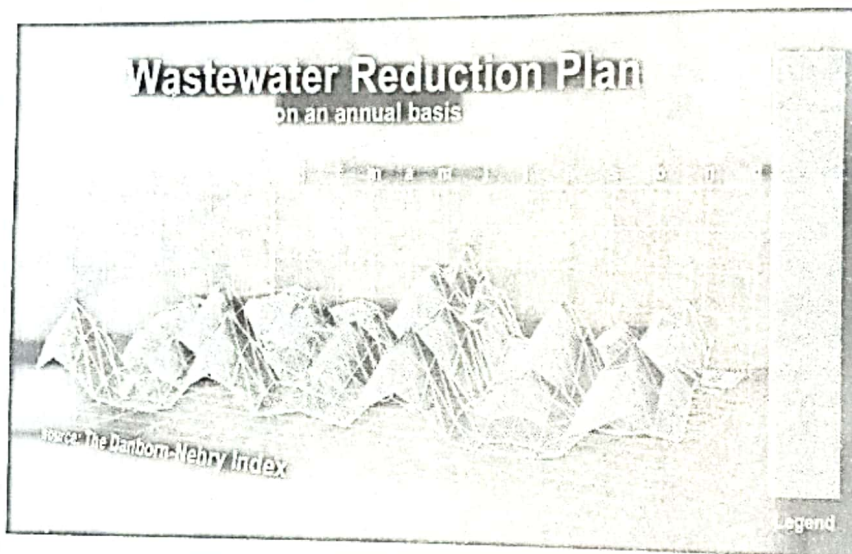 Wastewater Reduction Plan
on an annual basis
Source: The Danborn-Nehry Index
Legend